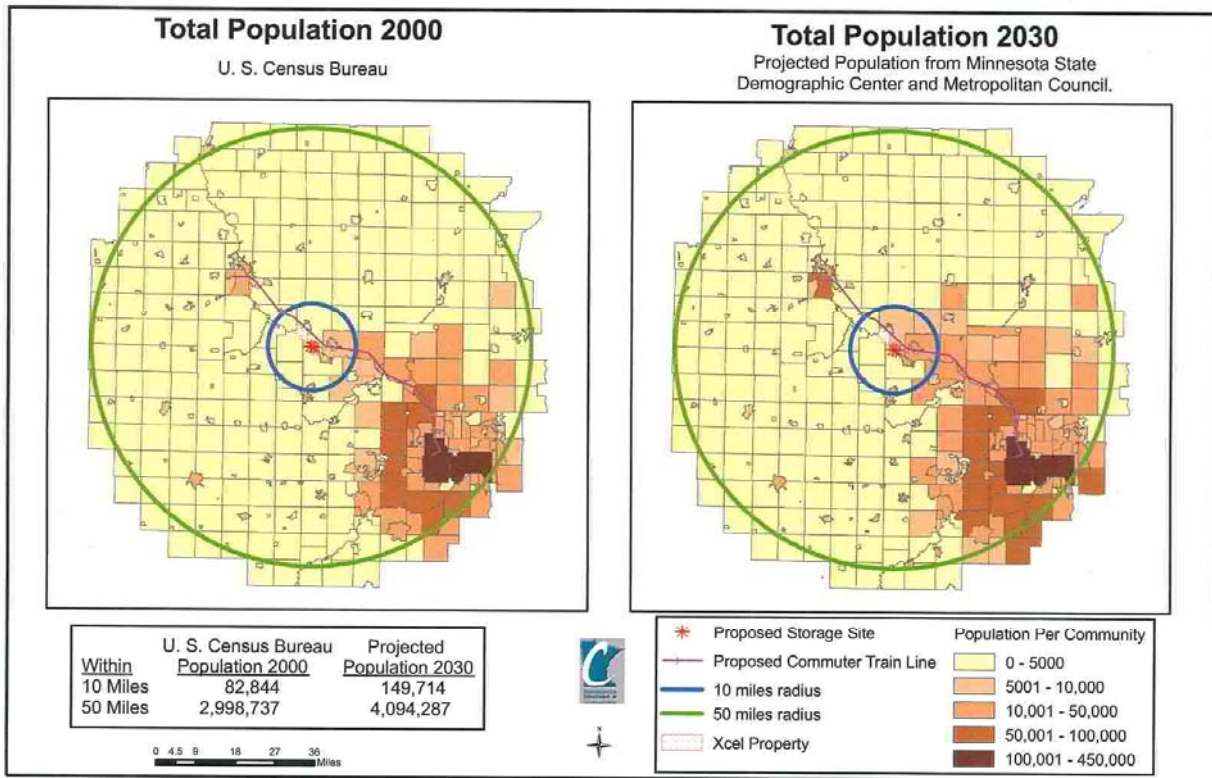 Total Population 2000
U. S. Census Bureau
Total Population 2030
Projected Population from Minnesota State
Demographic Center and Metropolitan Council.
U. S. Census Bureau Projected
Within Population 2000 Population 2030
10 Miles 82,844 149,714
50 Miles 2,998,737 4,094,287
0 4.5 9 18 27 36
Miles
C
Proposed Storage Site
Proposed Commuter Train Line
10 miles radius
50 miles radius
Xcel Property
Population Per Community
0 - 5000
5001 - 10,000
10,001 - 50,000
50,001 - 100,000
100,001 - 450,000